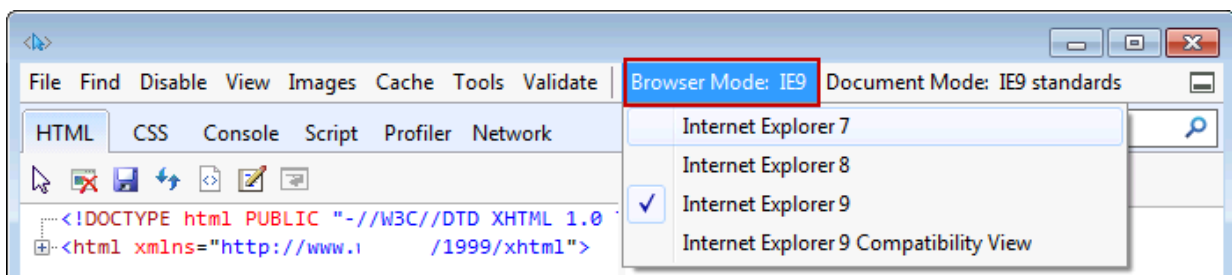 File Find Disable View Images Cache Tools Validate Browser Mode: IE9 Document Mode: IE9 standards
HTML CSS Console Script Profiler Network
Internet Explorer 7
Internet Explorer 8
Internet Explorer 9
Internet Explorer 9 Compatibility View
<!DOCTYPE html PUBLIC "-//W3C//DTD XHTML 1.0
<html xmlns="http://www. /1999/xhtml">